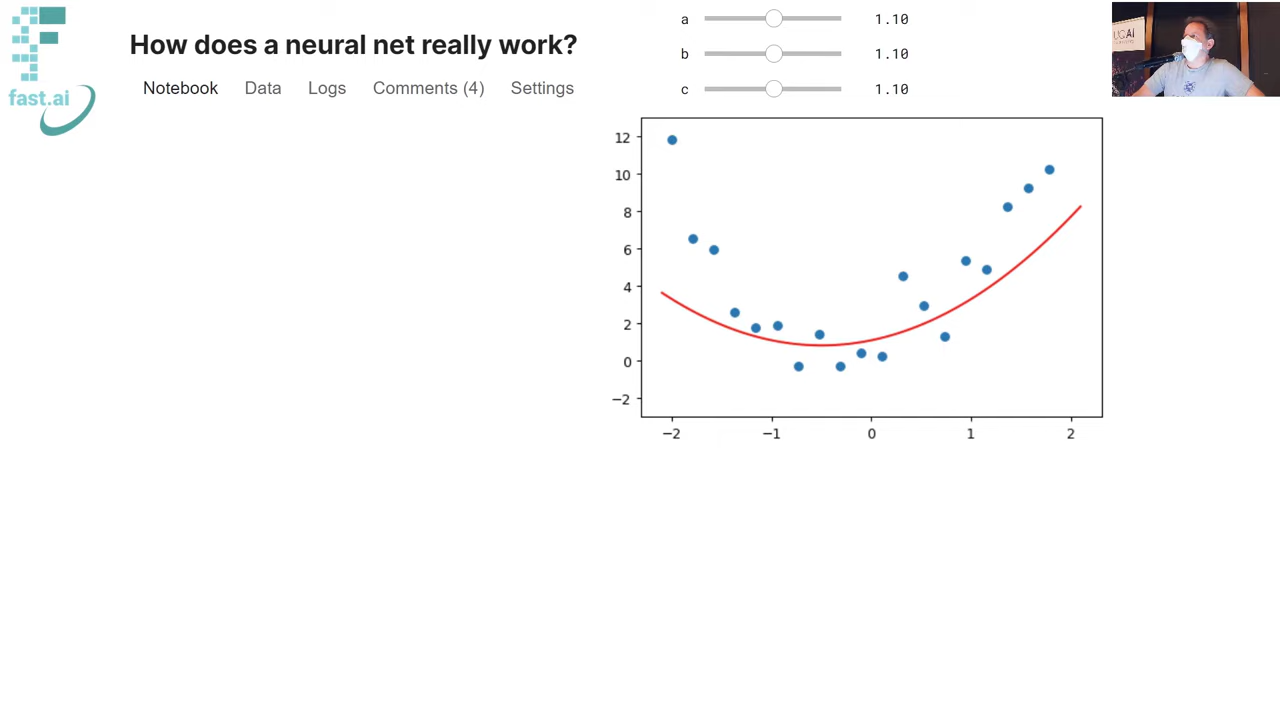 fast.ai
How does a neural net really work?
Notebook Data Logs Comments (4) Settings
a 1.10
b 1.10
c 1.10
UQAI
12
10
8
6
4
2
0
−2
−2 −1 0 1 2